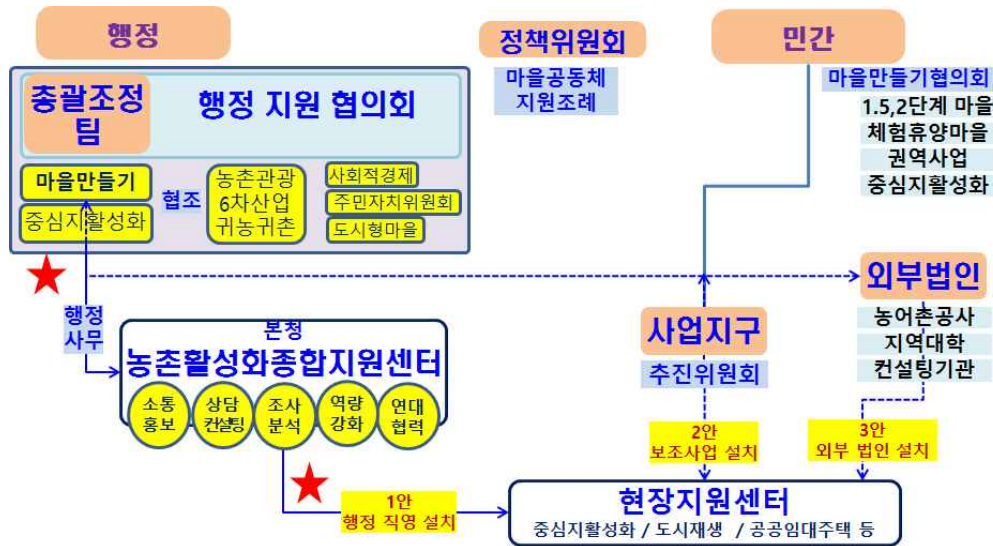 행정
정책위원회
민간
마을공동체
지원조례
마을만들기협의회
1.5,2단계 마을
체험휴양마을
권역사업
중심지활성화
총괄조정
팀
행정 지원 협의회
마을만들기
중심지활성화
협조
농촌관광
6차산업
귀농귀촌
사회적경제
주민자치위원회
도시형마을
행정
사무
본청
농촌활성화종합지원센터
소통
홍보
상담
컨설팅
조사
분석
역량
강화
연대
협력
사업지구
추진위원회
외부법인
농어촌공사
지역대학
컨설팅기관
1안
행정 직영 설치
2안
보조사업 설치
3안
외부 법인 설치
현장지원센터
중심지활성화 / 도시재생 / 공공임대주택 등